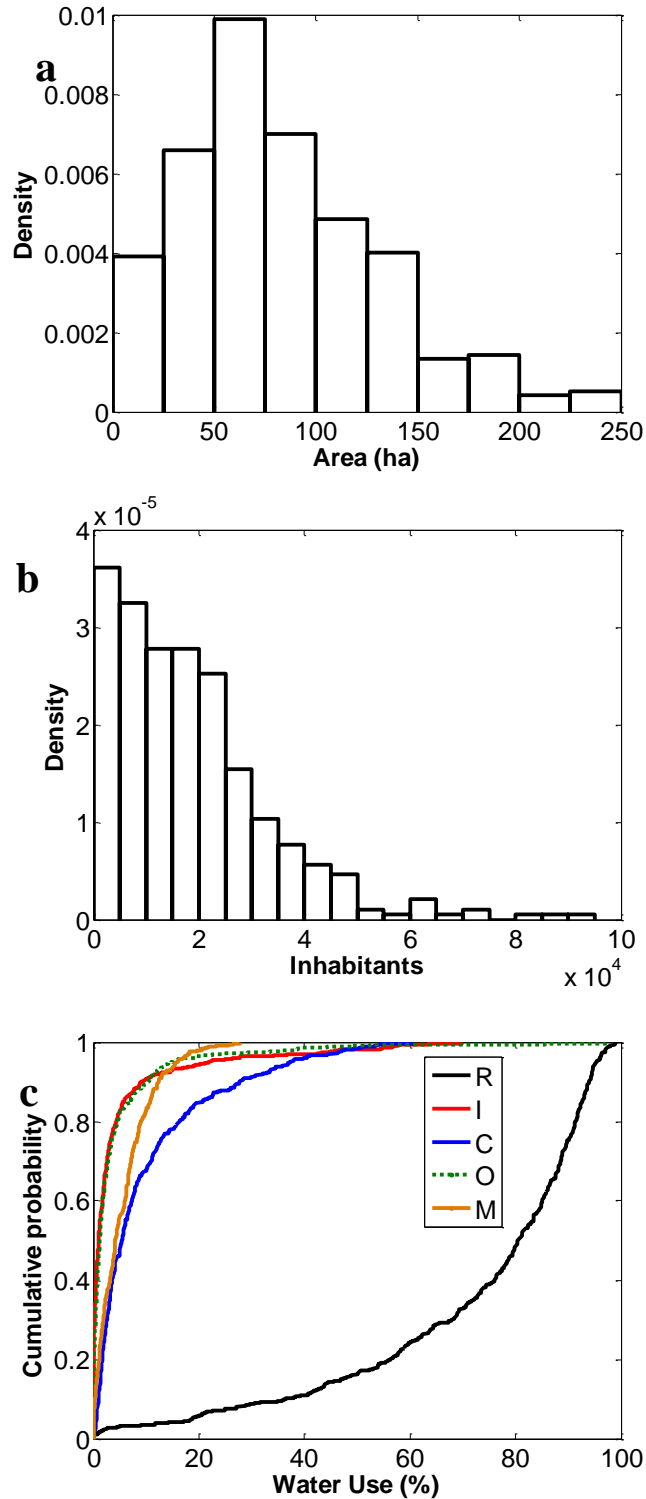 a
0.01
0.008
0.006
0.004
0.002
0
Density
0 50 100 150 200 250
Area (ha)
b
x 10-5
4
3
2
1
0
Density
0 2 4 6 8 10
Inhabitants
x 104
c
1
0.8
0.6
0.4
0.2
0
Cumulative probability
R
I
C
O
M
0 20 40 60 80 100
Water Use (%)